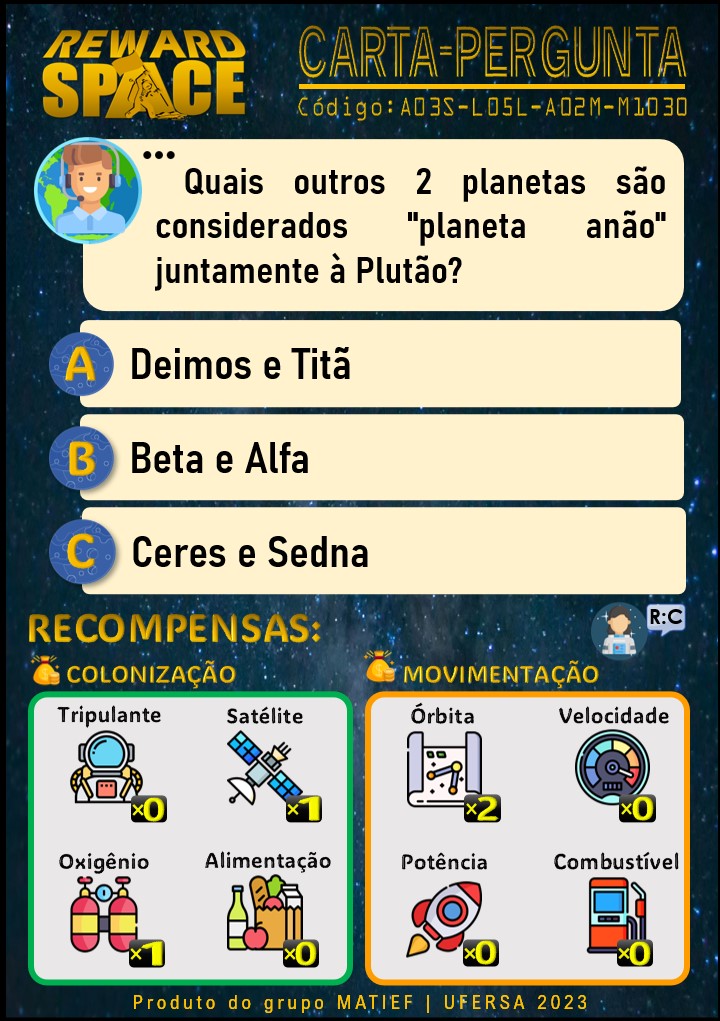 REWARD
SPACE
CARTA-PERGUNTA
Código:A03S-L05L-A02M-M1030
...
Quais outros 2 planetas são
considerados "planeta anão"
juntamente à Plutão?
A Deimos e Titã
B Beta e Alfa
C Ceres e Sedna
RECOMPENSAS:
R:C
COLONIZAÇÃO
MOVIMENTAÇÃO
Tripulante Satélite
Órbita Velocidade
×0 ×1
×2 ×0
Oxigênio Alimentação
Potência Combustível
×1 ×0
×0 ×0
Produto do grupo MATIEF | UFERSA 2023